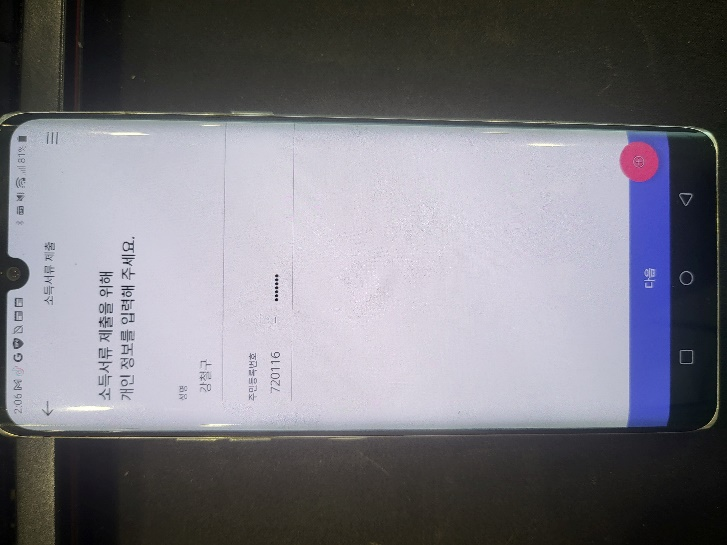 2:06
81%
소득서류 제출
소득서류 제출을 위해
개인 정보를 입력해 주세요.
성명
강철구
주민등록번호
720116 – •••••••
다음